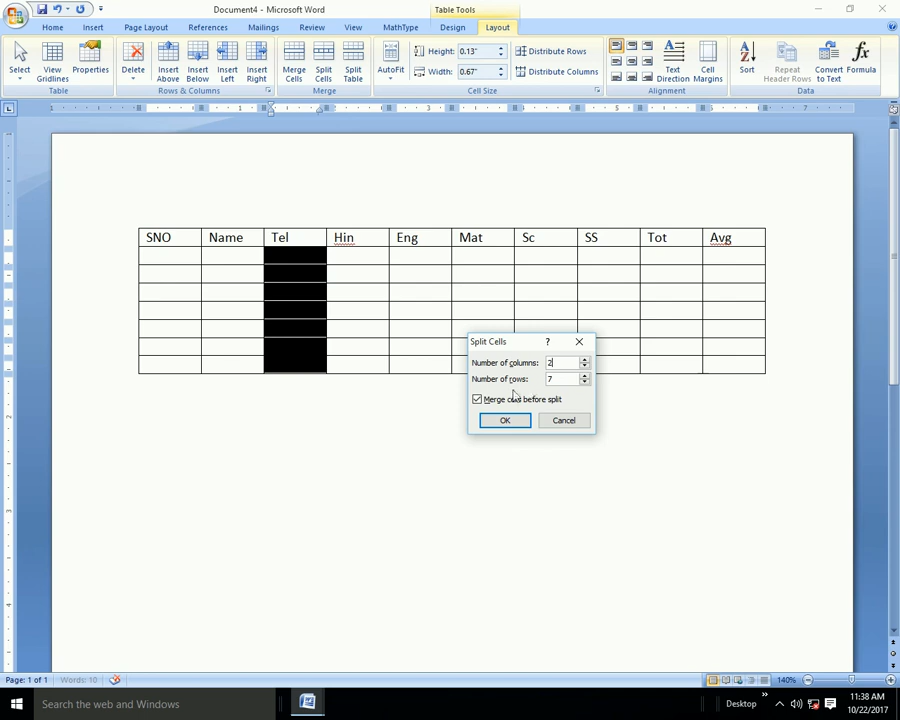 Document4 - Microsoft Word
Table Tools
Home Insert Page Layout References Mailings Review View MathType Design Layout
Select View Gridlines Properties Delete Insert Above Insert Below Insert Left Insert Right Merge Cells Split Cells Split Table AutoFit Height: 0.13" Width: 0.67" Distribute Rows Distribute Columns Text Direction Cell Margins Sort Repeat Header Rows Convert to Text Formula
Table Rows & Columns Merge Cell Size Alignment Data
SNO Name Tel Hin Eng Mat Sc SS Tot Avg
Split Cells ?
Number of columns: 2
Number of rows: 7
Merge cells before split
OK Cancel
Page: 1 of 1 Words: 10 140%
Search the web and Windows Desktop 11:38 AM
10/22/2017